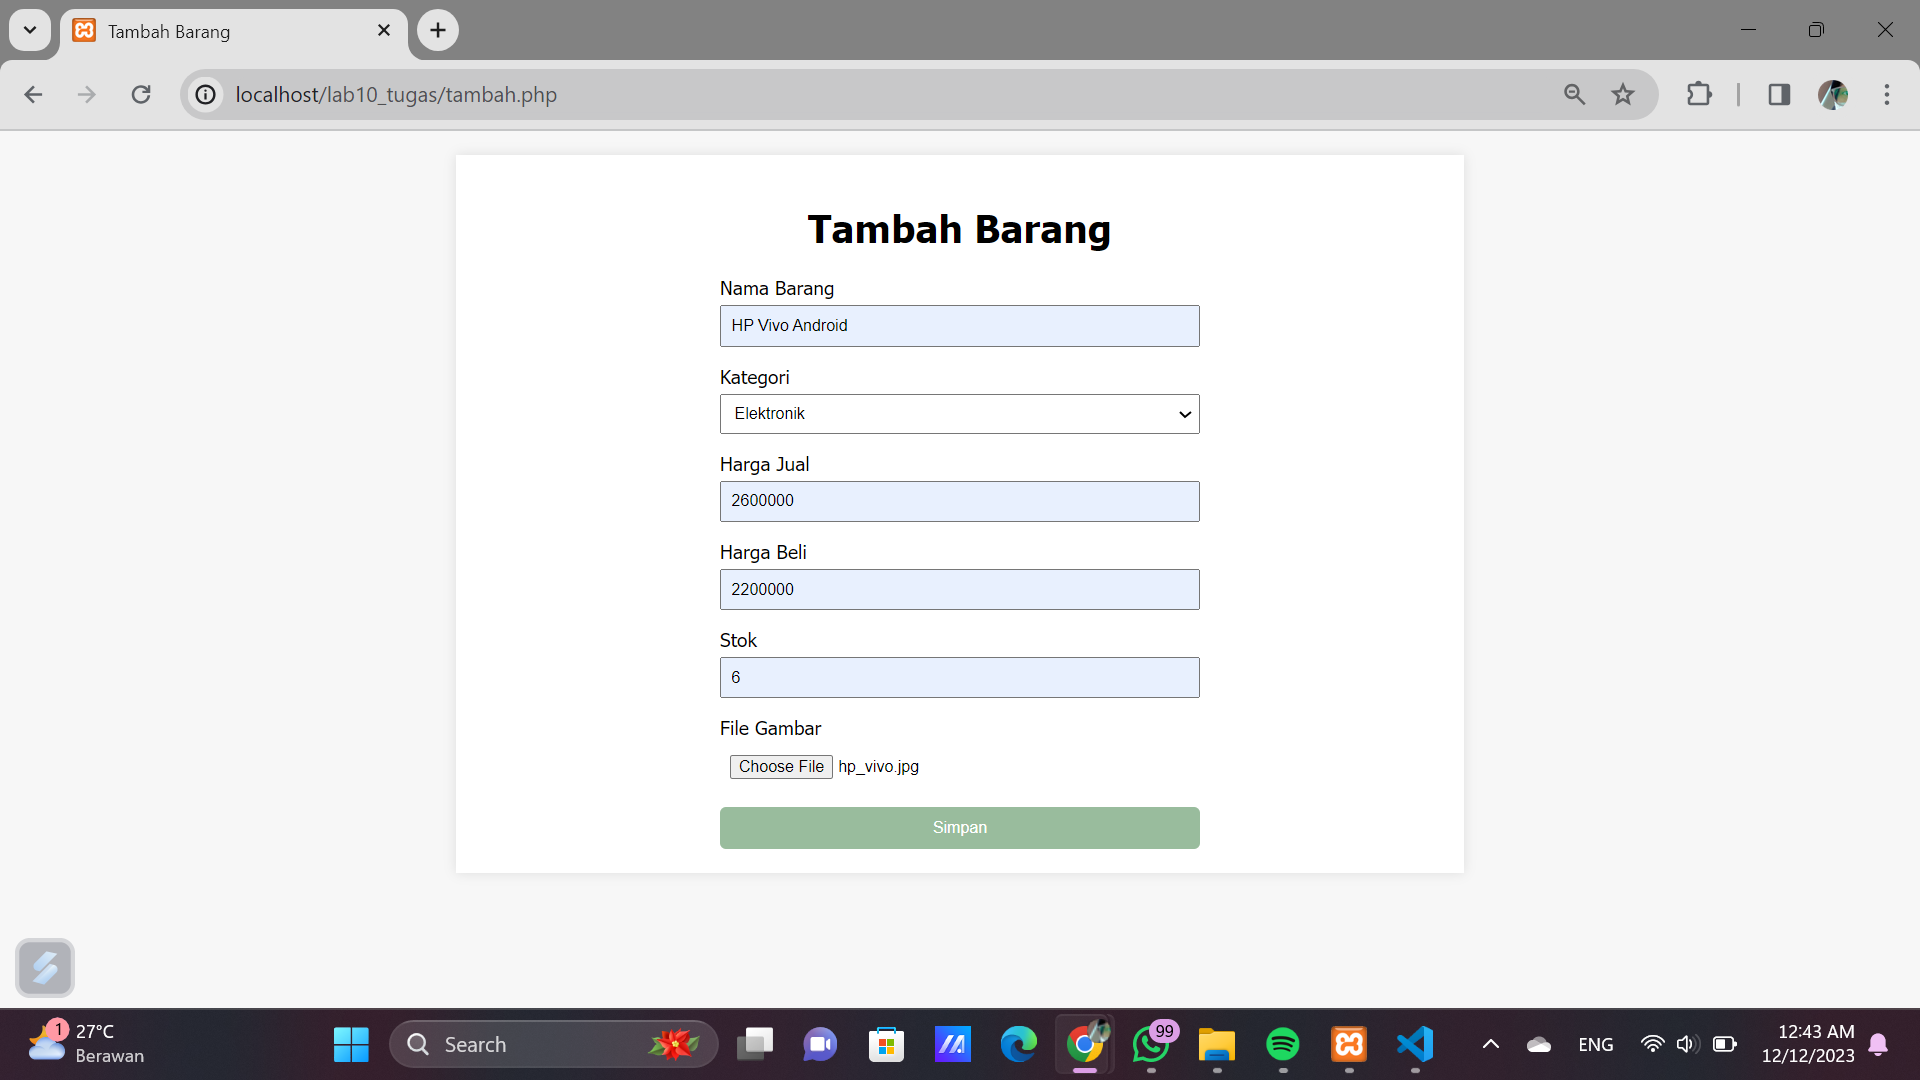 Tambah Barang
localhost/lab10_tugas/tambah.php
Tambah Barang
Nama Barang
HP Vivo Android
Kategori
Elektronik
Harga Jual
2600000
Harga Beli
2200000
Stok
6
File Gambar
Choose File hp_vivo.jpg
Simpan
1
27°C
Berawan
Search
99
ENG
12:43 AM
12/12/2023